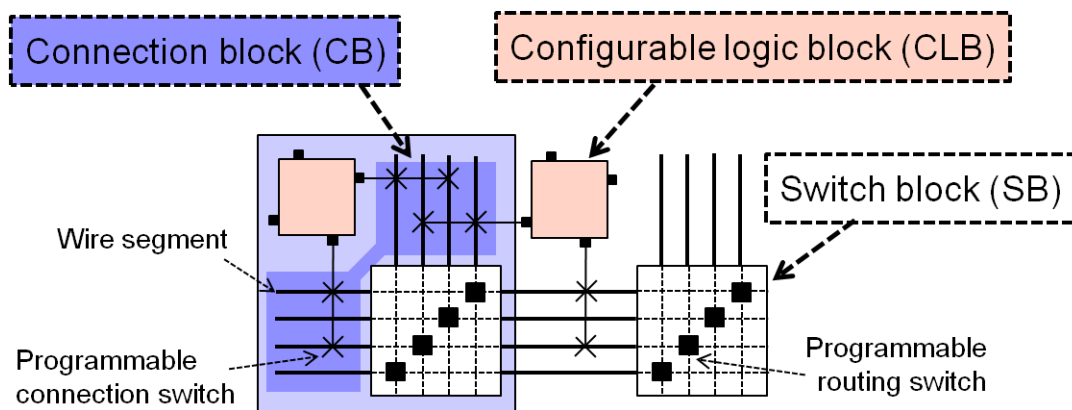 Connection block (CB)
Configurable logic block (CLB)
Switch block (SB)
Wire segment
Programmable
connection switch
Programmable
routing switch